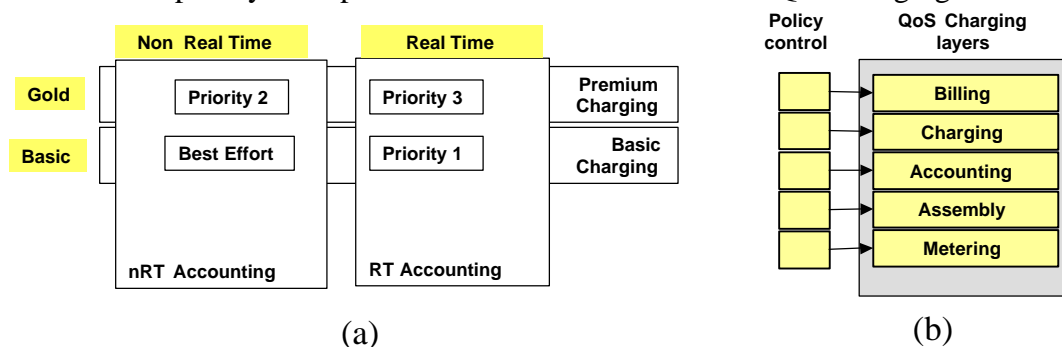 Policy
control
QoS Charging
layers
Non Real Time
Real Time
Gold
Priority 2
Priority 3
Premium
Charging
Basic
Best Effort
Priority 1
Basic
Charging
nRT Accounting
RT Accounting
Billing
Charging
Accounting
Assembly
Metering
(a)
(b)